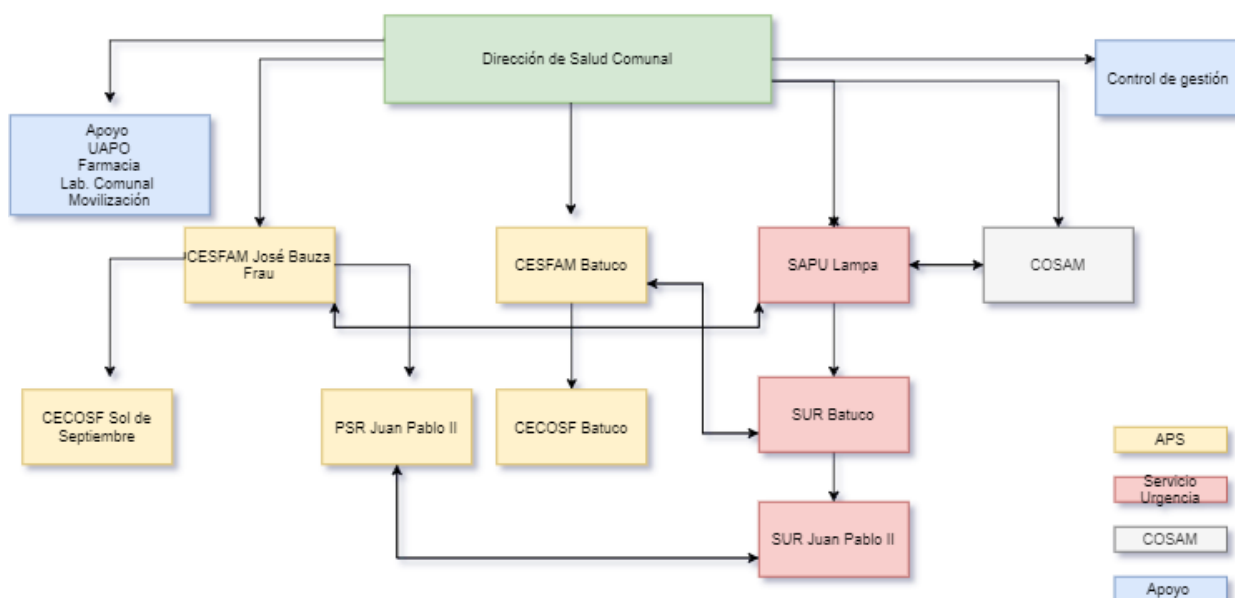 Dirección de Salud Comunal
Control de gestión
Apoyo
UAPO
Farmacia
Lab. Comunal
Movilización
CESFAM José Bauza
Frau
CESFAM Batuco
SAPU Lampa
COSAM
CECOSF Sol de
Septiembre
PSR Juan Pablo II
CECOSF Batuco
SUR Batuco
SUR Juan Pablo II
APS
Servicio
Urgencia
COSAM
Apoyo